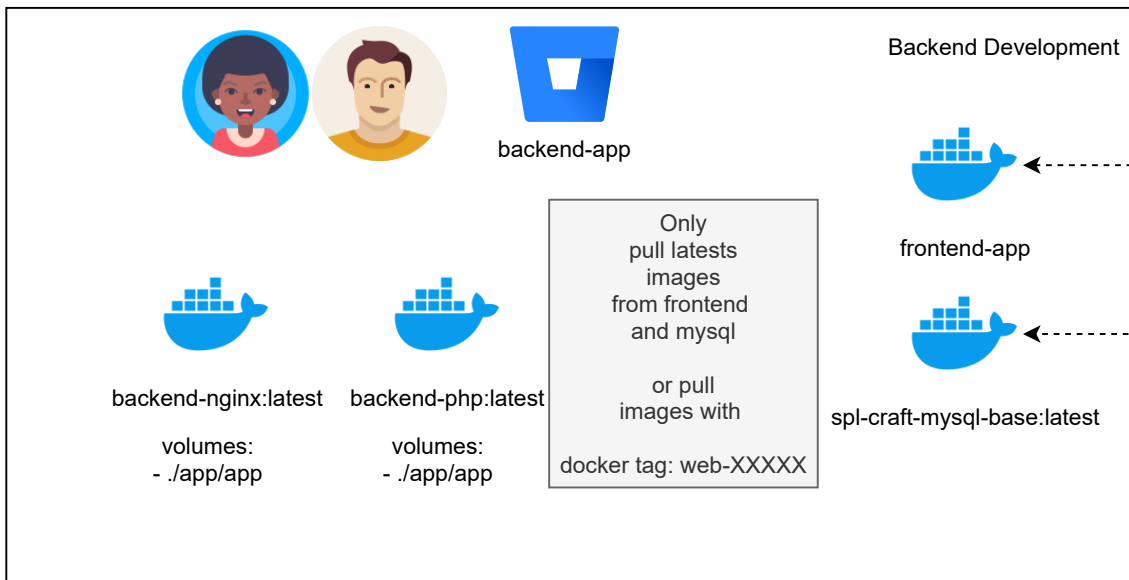 Backend Development
backend-app
frontend-app
Only
pull latests
images
from frontend
and mysql
or pull
images with
docker tag: web-XXXXX
backend-nginx:latest
volumes:
- ./app/app
backend-php:latest
volumes:
- ./app/app
spl-craft-mysql-base:latest